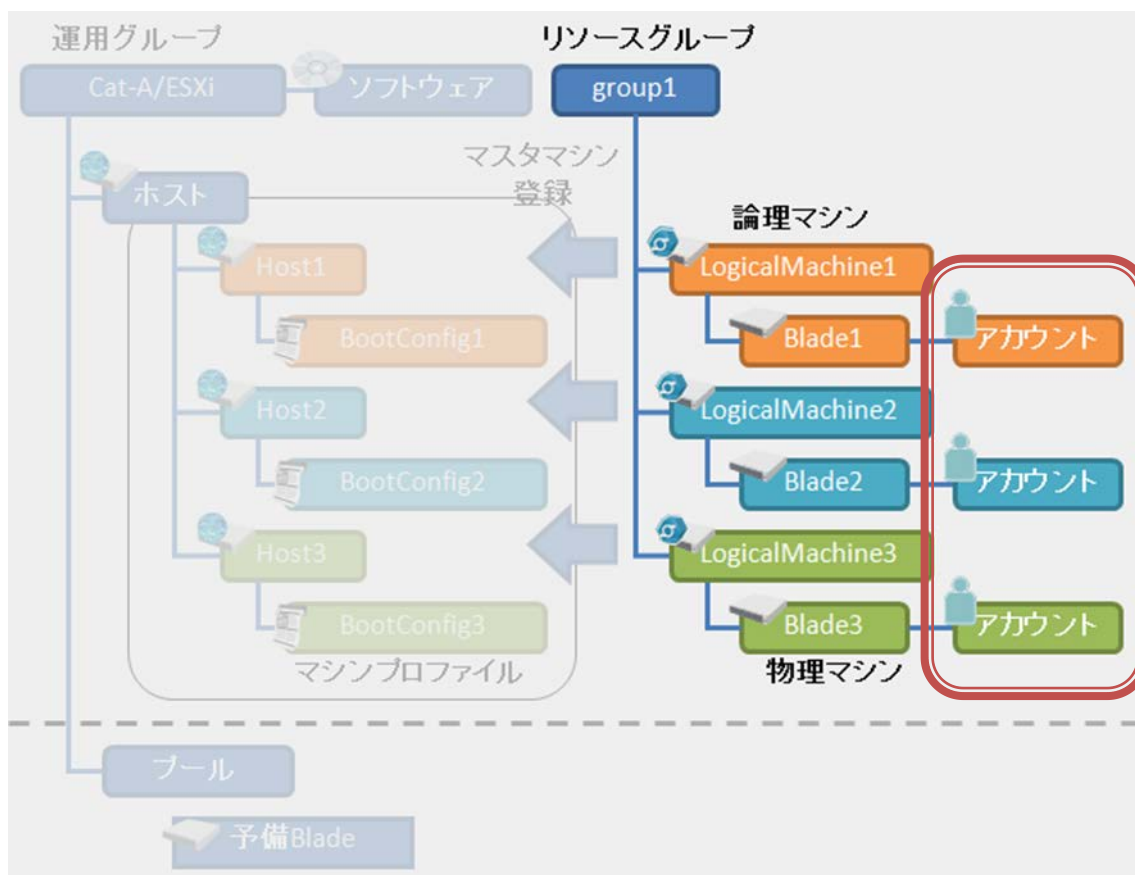 運用グループ
リソースグループ
Cat-A/ESXi
ソフトウェア
group1
マスタマシン
登録
ホスト
論理マシン
Host1
LogicalMachine1
BootConfig1
Blade1
アカウント
Host2
LogicalMachine2
BootConfig2
Blade2
アカウント
Host3
LogicalMachine3
BootConfig3
Blade3
アカウント
マシンプロファイル
物理マシン
プール
予備Blade